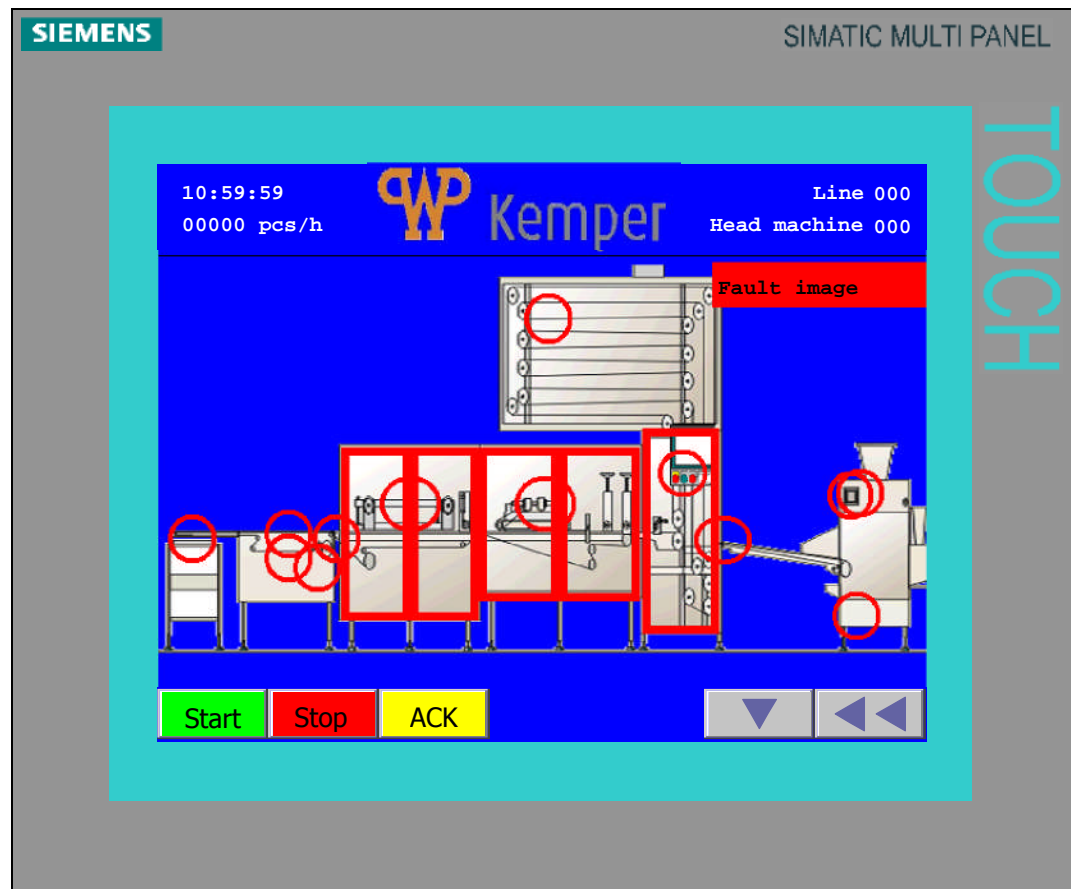 SIEMENS
SIMATIC MULTI PANEL
TOUCH
10:59:59
00000 pcs/h
WP Kemper
Line 000
Head machine 000
Fault image
Start
Stop
ACK